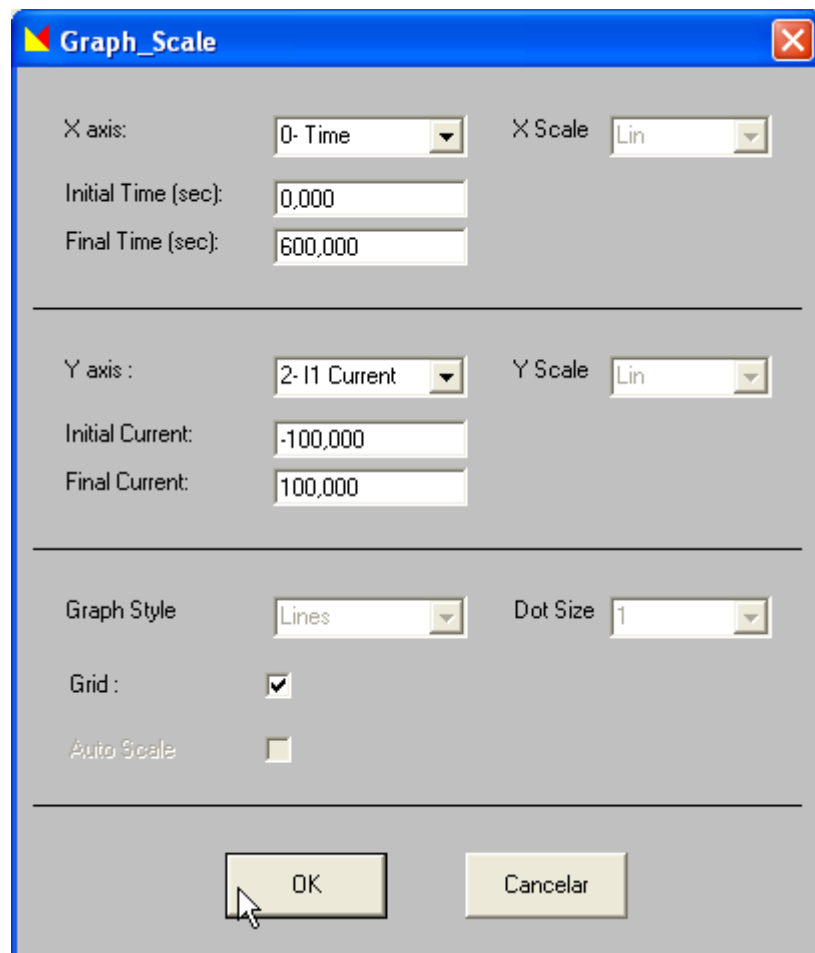 Graph_Scale
X axis: 0- Time X Scale Lin
Initial Time (sec): 0,000
Final Time (sec): 600,000
Y axis : 2- I1 Current Y Scale Lin
Initial Current: -100,000
Final Current: 100,000
Graph Style Lines Dot Size 1
Grid :
Auto Scale
OK Cancelar